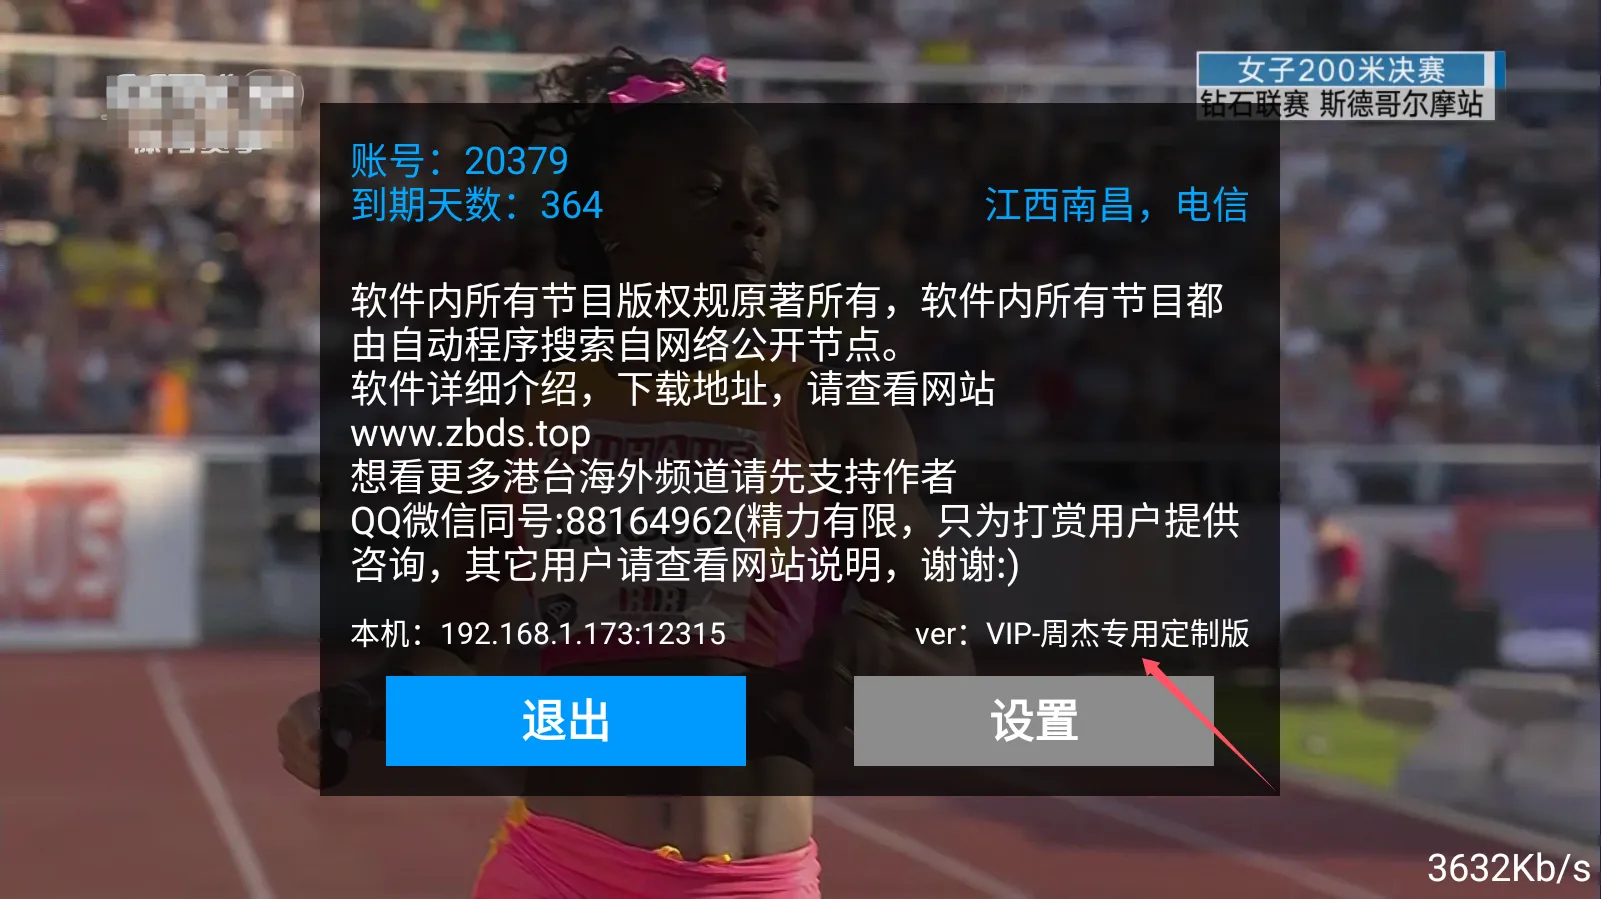 女子200米决赛
钻石联赛 斯德哥尔摩站
账号：20379
到期天数：364
江西南昌，电信
软件内所有节目版权规原著所有，软件内所有节目都
由自动程序搜索自网络公开节点。
软件详细介绍，下载地址，请查看网站
www.zbds.top
想看更多港台海外频道请先支持作者
QQ微信同号:88164962(精力有限，只为打赏用户提供
咨询，其它用户请查看网站说明，谢谢:)
本机：192.168.1.173:12315
ver：VIP-周杰专用定制版
退出
设置
3632Kb/s